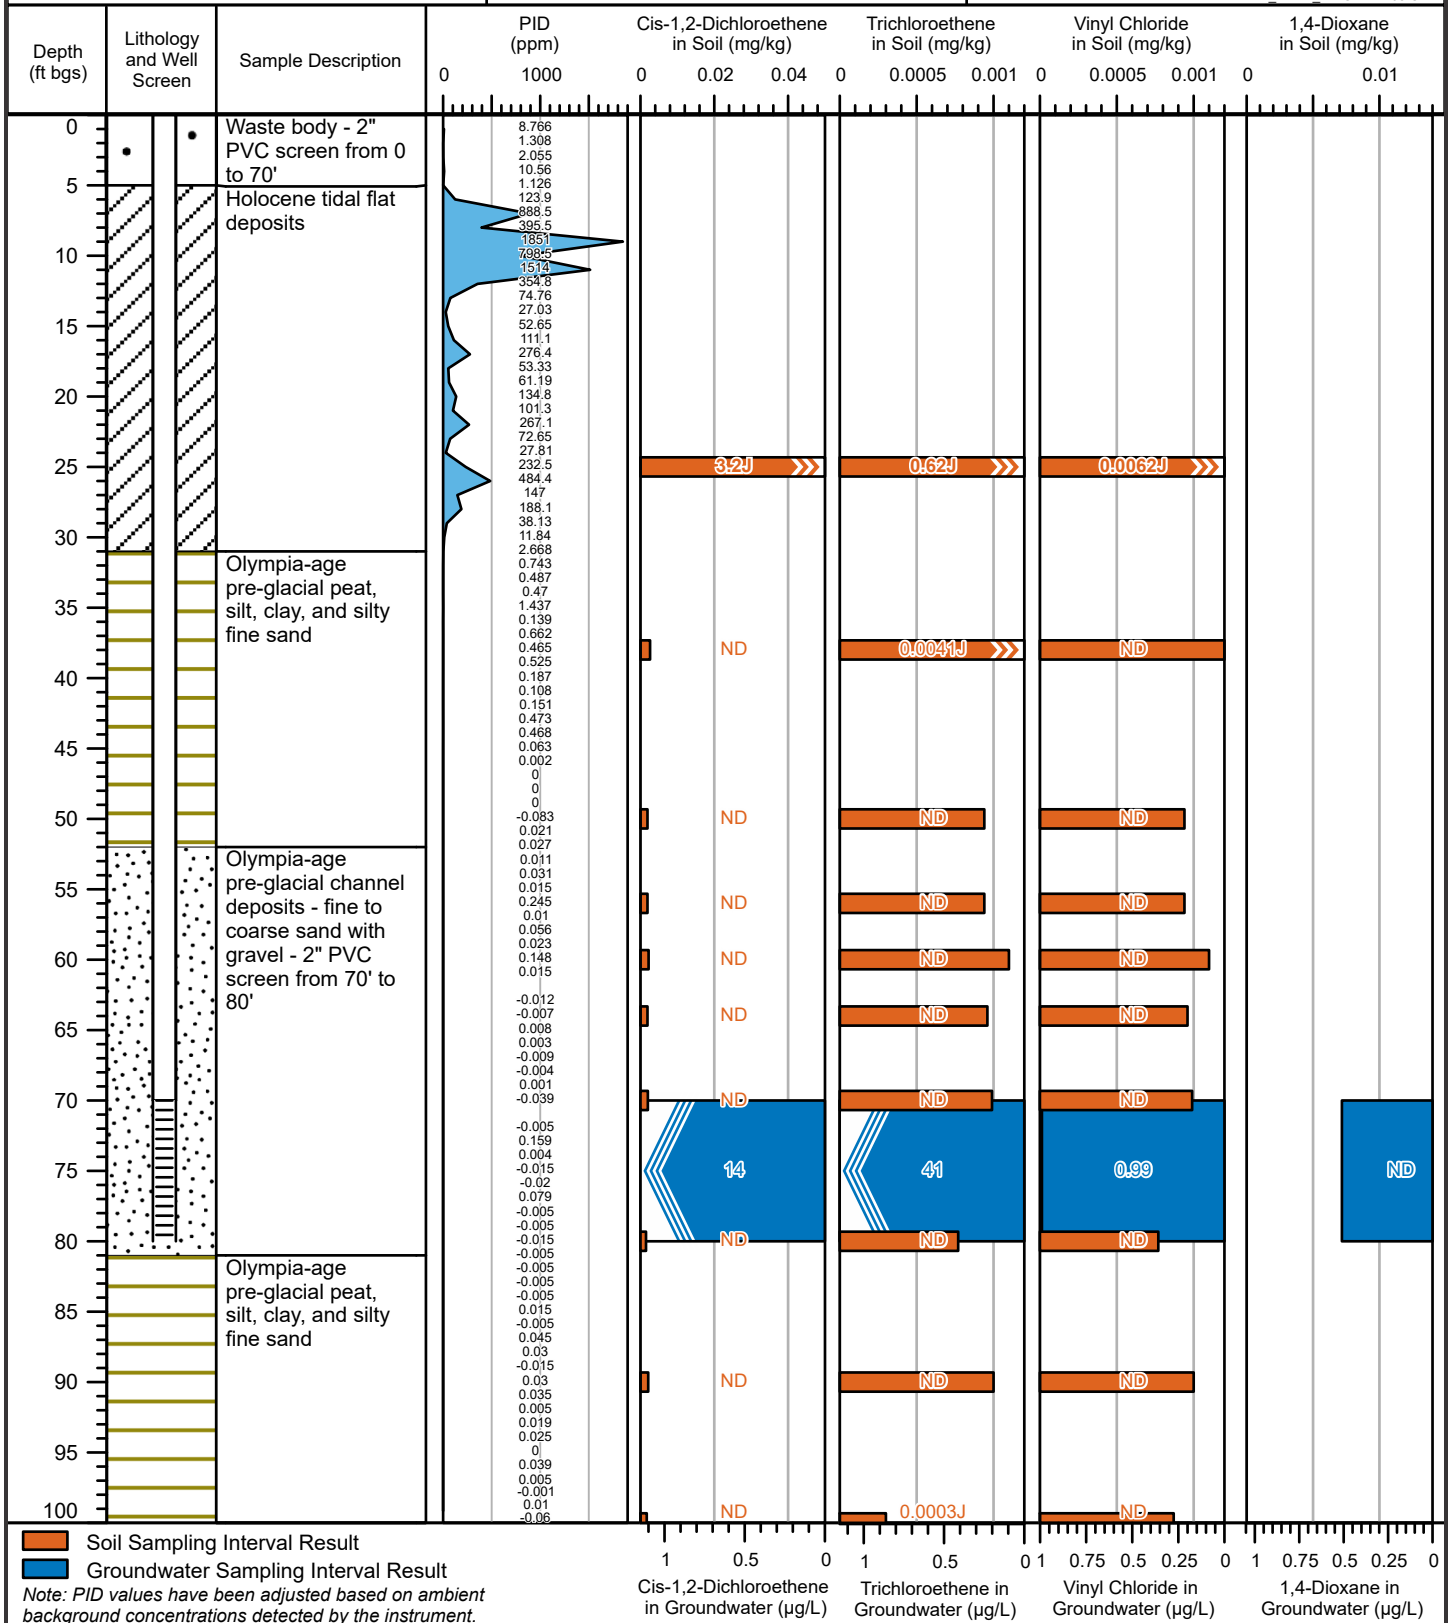 Depth
(ft bgs)
Lithology
and Well
Screen
Sample Description
PID
(ppm)
0 1000
Cis-1,2-Dichloroethene
in Soil (mg/kg)
0 0.02 0.04
Trichloroethene
in Soil (mg/kg)
0 0.0005 0.001
Vinyl Chloride
in Soil (mg/kg)
0 0.0005 0.001
1,4-Dioxane
in Soil (mg/kg)
0 0.01
0
5
10
15
20
25
30
35
40
45
50
55
60
65
70
75
80
85
90
95
100
Waste body - 2"
PVC screen from 0
to 70'
Holocene tidal flat
deposits
Olympia-age
pre-glacial peat,
silt, clay, and silty
fine sand
Olympia-age
pre-glacial channel
deposits - fine to
coarse sand with
gravel - 2" PVC
screen from 70' to
80'
Olympia-age
pre-glacial peat,
silt, clay, and silty
fine sand
8.766
1.308
2.055
10.56
1.126
123.9
888.5
395.5
1851
798.5
1514
354.8
74.76
27.03
52.65
111.1
276.4
53.33
61.19
134.8
101.3
267.1
72.65
27.81
232.5
484.4
147
188.1
38.13
11.84
2.668
0.743
0.487
0.47
1.437
0.139
0.662
0.465
0.525
0.187
0.108
0.151
0.473
0.468
0.063
0.002
0
0
0
-0.083
0.021
0.027
0.011
0.031
0.015
0.245
0.01
0.056
0.023
0.148
0.015
-0.012
-0.007
0.008
0.003
-0.009
-0.004
0.001
-0.039
-0.005
0.159
0.004
-0.015
-0.02
0.079
-0.005
-0.005
-0.015
-0.005
-0.005
-0.005
-0.005
0.015
-0.005
0.045
0.03
-0.015
0.03
0.035
0.005
0.019
0.025
0
0.039
0.005
-0.001
0.01
-0.06
3.2J 0.62J 0.0062J
ND 0.0041J ND
ND ND ND
ND ND ND
ND ND ND
ND ND ND
ND ND ND
14 41 0.99 ND
ND ND ND
ND ND ND
ND 0.0003J ND
Soil Sampling Interval Result
Groundwater Sampling Interval Result
Note: PID values have been adjusted based on ambient
background concentrations detected by the instrument.
1 0.5 0
Cis-1,2-Dichloroethene
in Groundwater (µg/L)
1 0.5 0
Trichloroethene in
Groundwater (µg/L)
1 0.75 0.5 0.25 0
Vinyl Chloride in
Groundwater (µg/L)
1 0.75 0.5 0.25 0
1,4-Dioxane in
Groundwater (µg/L)